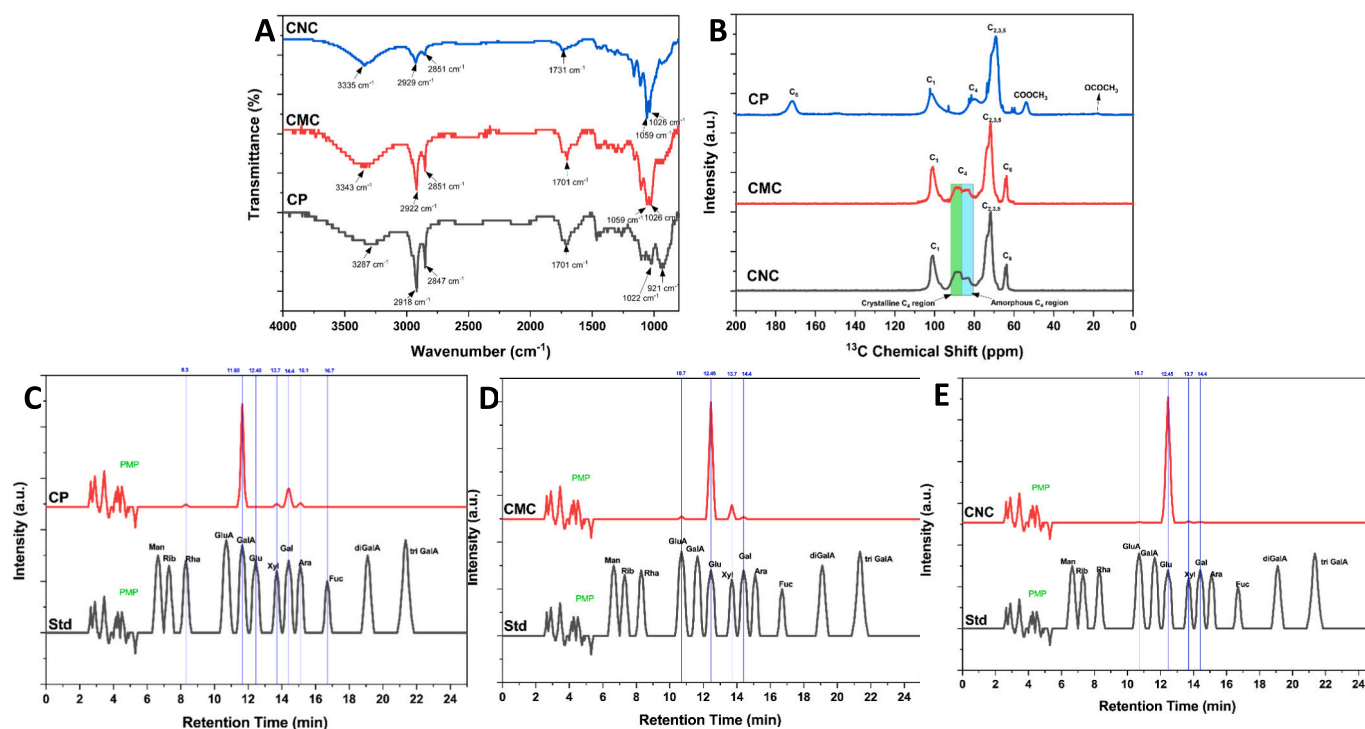 A
CNC
3335 cm-1
2929 cm-1
2851 cm-1
1731 cm-1
1026 cm-1
1059 cm-1
CMC
3343 cm-1
2922 cm-1
2851 cm-1
1701 cm-1
1059 cm-1
1026 cm-1
CP
3287 cm-1
2918 cm-1
2847 cm-1
1701 cm-1
1022 cm-1
921 cm-1
Transmittance (%)
4000 3500 3000 2500 2000 1500 1000
Wavenumber (cm-1)
B
CP
C6
C1
C4
C2,3,5
COOCH3
OCOCH3
CMC
C1
C4
C2,3,5
C6
CNC
C1
C2,3,5
Crystalline C4 region
Amorphous C4 region
Intensity (a.u.)
200 180 160 140 120 100 80 60 40 20 0
13C Chemical Shift (ppm)
C
8.3 11.65 12.45 13.7 14.4 15.1 16.7
PMP
CP
PMP
Std
Man Rib Rha GluA GalA Glu Xyl Gal Ara Fuc diGalA tri GalA
Intensity (a.u.)
0 2 4 6 8 10 12 14 16 18 20 22 24
Retention Time (min)
D
10.7 12.45 13.7 14.4
PMP
CMC
PMP
Std
Man Rib Rha GluA GalA Glu Xyl Gal Ara Fuc diGalA tri GalA
Intensity (a.u.)
0 2 4 6 8 10 12 14 16 18 20 22 24
Retention Time (min)
E
10.7 12.45 13.7 14.4
PMP
CNC
PMP
Std
Man Rib Rha GluA GalA Glu Xyl Gal Ara Fuc diGalA tri GalA
Intensity (a.u.)
0 2 4 6 8 10 12 14 16 18 20 22 24
Retention Time (min)